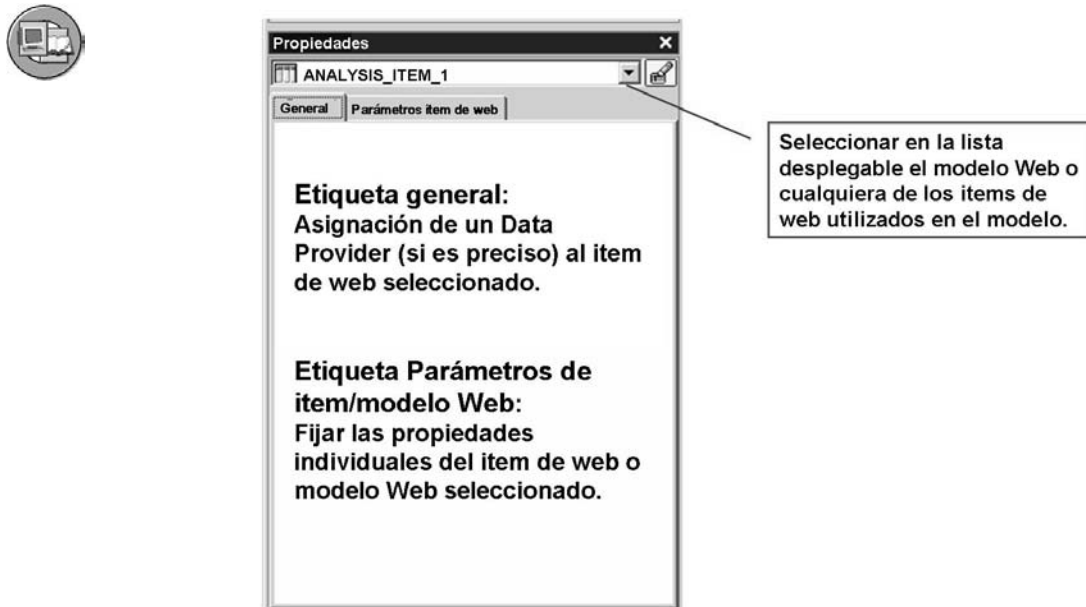 Propiedades
ANALYSIS_ITEM_1
General Parámetros item de web
Etiqueta general:
Asignación de un Data
Provider (si es preciso) al item
de web seleccionado.
Etiqueta Parámetros de
item/modelo Web:
Fijar las propiedades
individuales del item de web o
modelo Web seleccionado.
Seleccionar en la lista
desplegable el modelo Web o
cualquiera de los items de
web utilizados en el modelo.